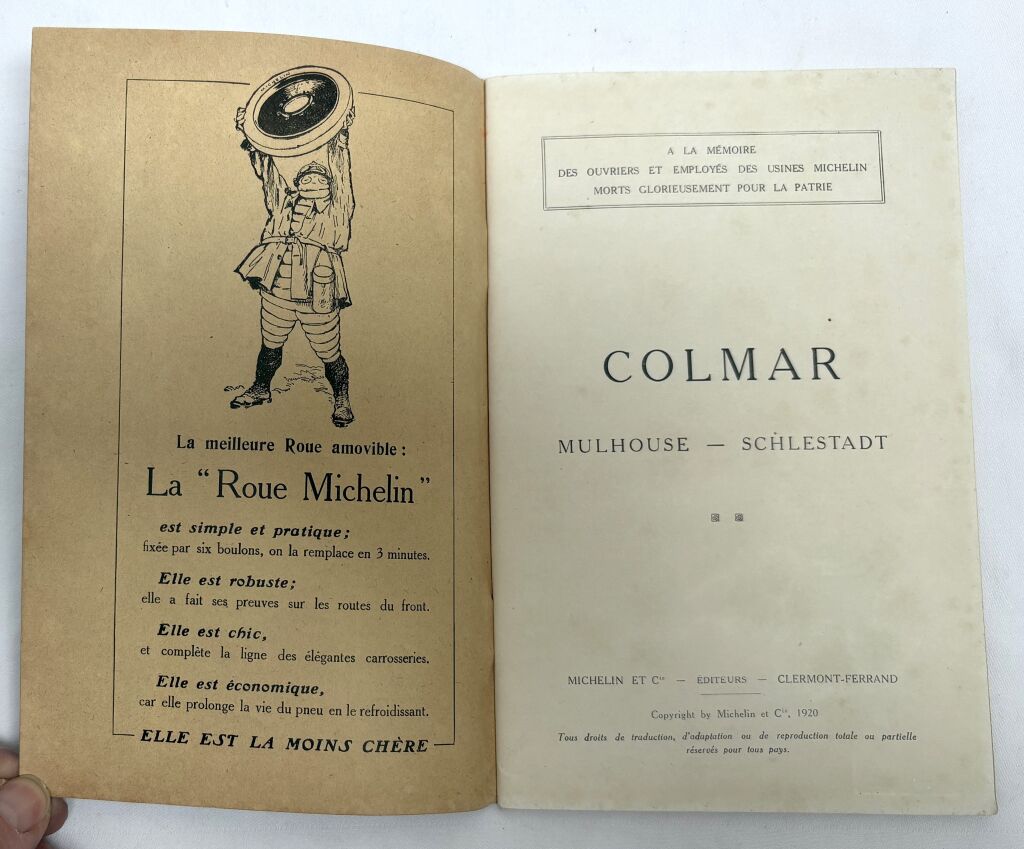 MICHELIN
La meilleure Roue amovible :
La “Roue Michelin”
est simple et pratique;
fixée par six boulons, on la remplace en 3 minutes.
Elle est robuste;
elle a fait ses preuves sur les routes du front.
Elle est chic,
et complète la ligne des élégantes carrosseries.
Elle est économique,
car elle prolonge la vie du pneu en le refroidissant.
ELLE EST LA MOINS CHÈRE
A LA MÉMOIRE
DES OUVRIERS ET EMPLOYÉS DES USINES MICHELIN
MORTS GLORIEUSEMENT POUR LA PATRIE
COLMAR
MULHOUSE — SCHLESTADT
MICHELIN ET Cie — ÉDITEURS — CLERMONT-FERRAND
Copyright by Michelin et Cie, 1920
Tous droits de traduction, d'adaptation ou de reproduction totale ou partielle
réservés pour tous pays.